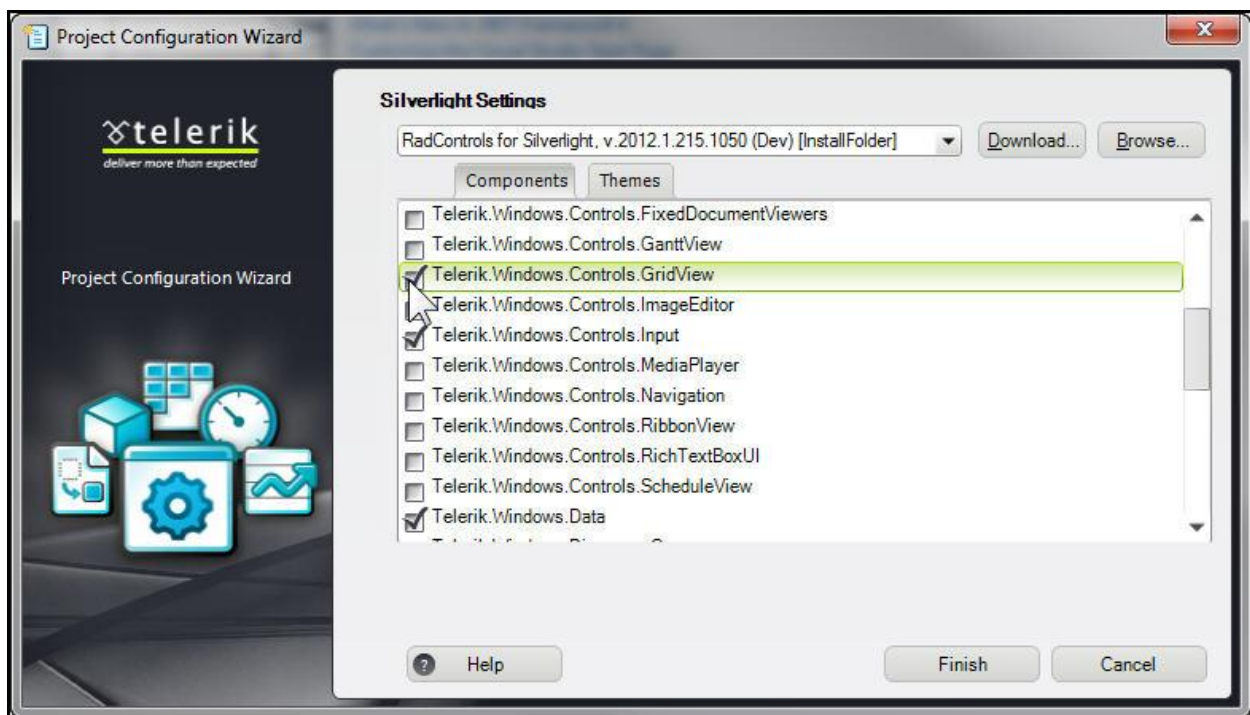 Project Configuration Wizard
telerik
deliver more than expected
Project Configuration Wizard
Silverlight Settings
RadControls for Silverlight, v.2012.1.215.1050 (Dev) [InstallFolder]
Download...
Browse...
Components
Themes
Telerik.Windows.Controls.FixedDocumentViewers
Telerik.Windows.Controls.GanttView
Telerik.Windows.Controls.GridView
Telerik.Windows.Controls.ImageEditor
Telerik.Windows.Controls.Input
Telerik.Windows.Controls.MediaPlayer
Telerik.Windows.Controls.Navigation
Telerik.Windows.Controls.RibbonView
Telerik.Windows.Controls.RichTextBoxUI
Telerik.Windows.Controls.ScheduleView
Telerik.Windows.Data
? Help
Finish
Cancel